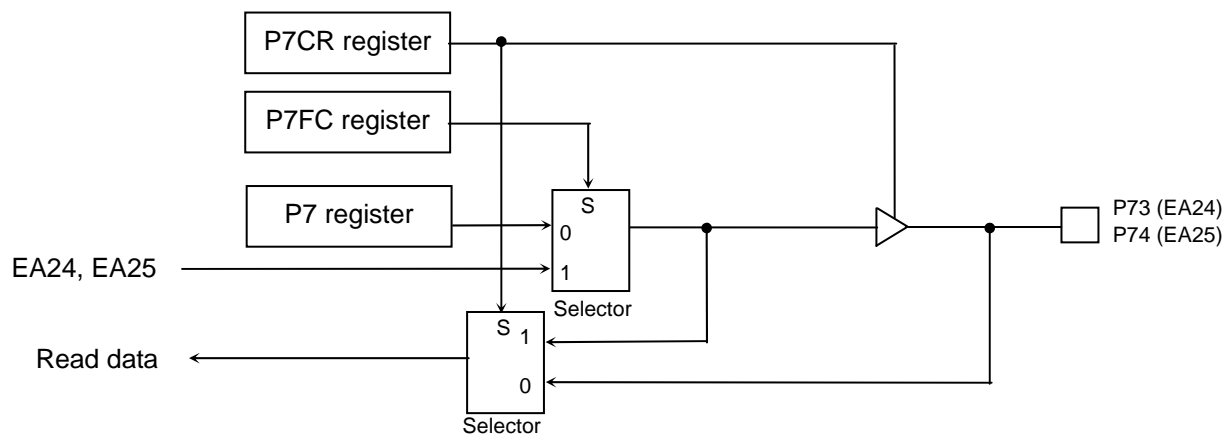 P7CR register
P7FC register
P7 register
S
0
1
EA24, EA25
Selector
P73 (EA24)
P74 (EA25)
S
1
0
Read data
Selector